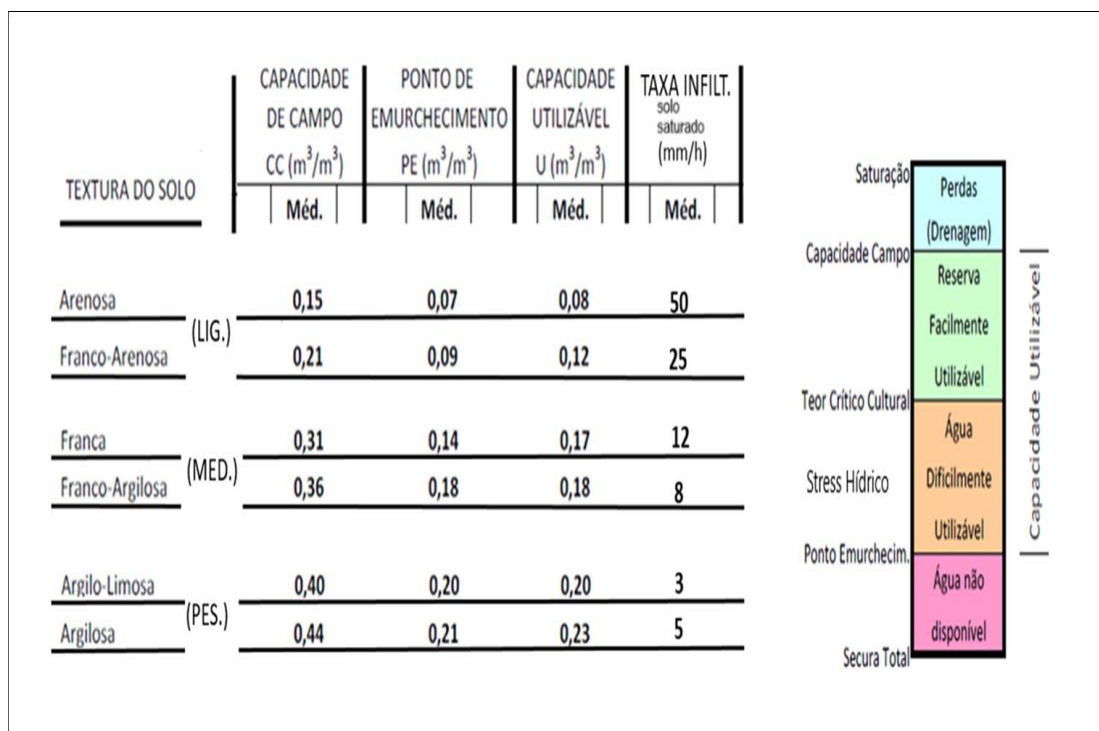 CAPACIDADE PONTO DE CAPACIDADE TAXA INFILT.
DE CAMPO EMURCHECIMENTO UTILIZÁVEL solo saturado
CC (m³/m³) PE (m³/m³) U (m³/m³) (mm/h)
TEXTURA DO SOLO
Méd. Méd. Méd. Méd.
Arenosa 0,15 0,07 0,08 50
(LIG.)
Franco-Arenosa 0,21 0,09 0,12 25
Franca 0,31 0,14 0,17 12
(MED.)
Franco-Argilosa 0,36 0,18 0,18 8
Argilo-Limosa 0,40 0,20 0,20 3
(PES.)
Argilosa 0,44 0,21 0,23 5
Saturação
Perdas
(Drenagem)
Capacidade Campo
Reserva
Facilmente
Utilizável
Teor Crítico Cultural
Água
Stress Hídrico
Dificilmente
Utilizável
Ponto Emurchecim.
Água não
disponível
Secura Total
Capacidade Utilizável